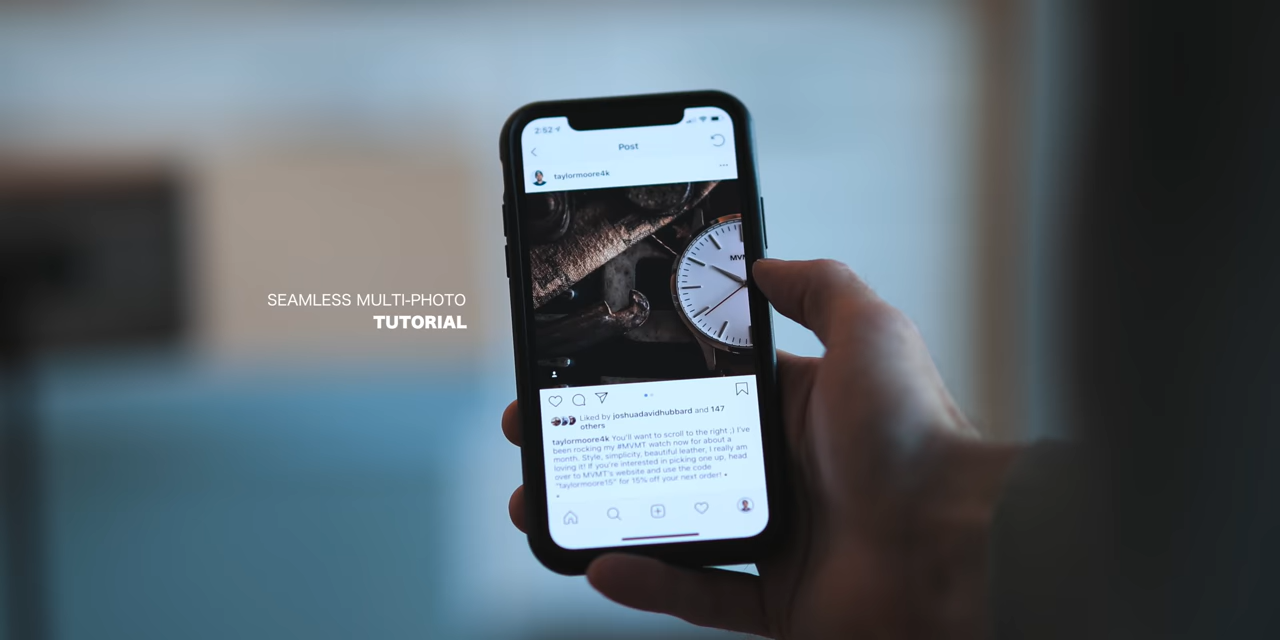 SEAMLESS MULTI-PHOTO
TUTORIAL
2:52
Post
taylormoore4k
MVM
Liked by joshuadavidhubbard and 147
others
taylormoore4k You'll want to scroll to the right ;) I've
been rocking my #MVMT watch now for about a
month. Style, simplicity, beautiful leather, I really am
loving it! If you're interested in picking one up, head
over to MVMT's website and use the code
"taylormoore15" for 15% off your next order! •
•